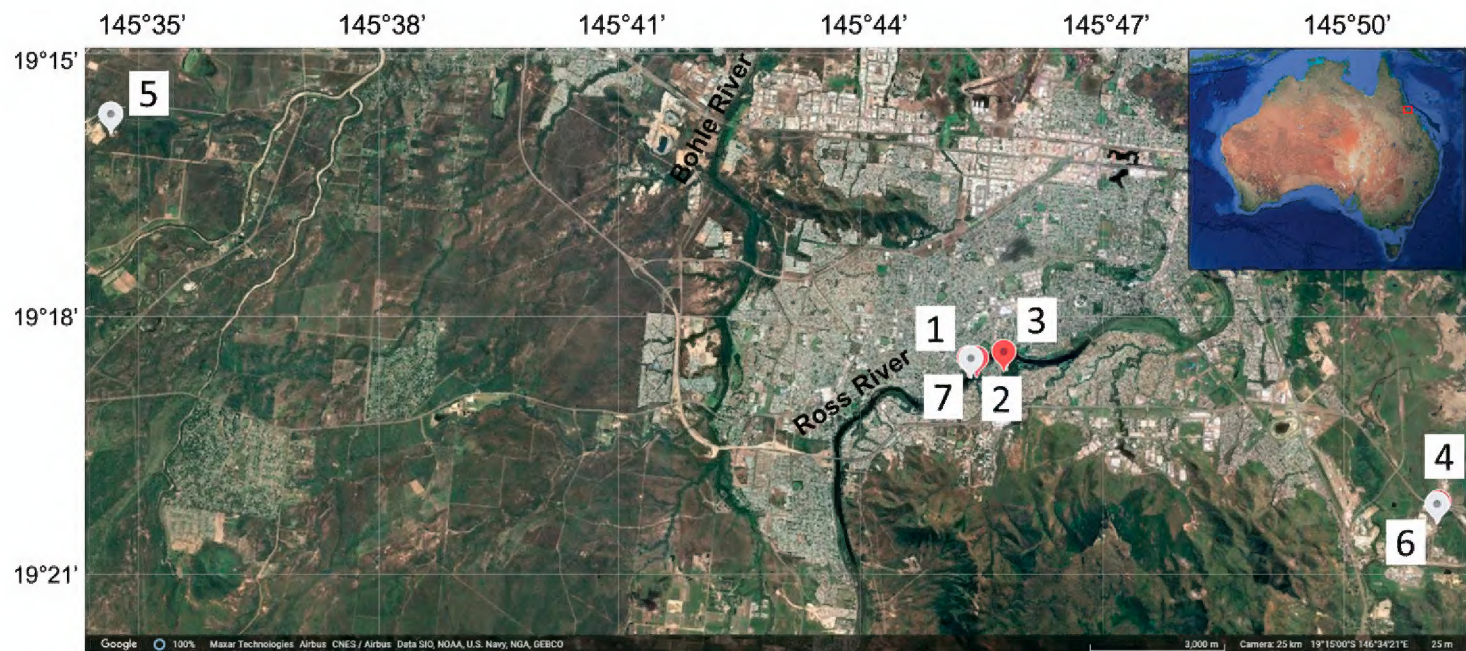 145°35’ 145°38’ 145°41’ 145°44’ 145°47’ 145°50’
19°15’
5
Bohle River
19°18’
1
3
Ross River
7
2
4
6
19°21’
Google 100% Maxar Technologies Airbus CNES / Airbus Data SIO, NOAA, U.S. Navy, NGA, GEBCO 3,000 m Camera: 25 km 19°15'00"S 146°34'21"E 25 m